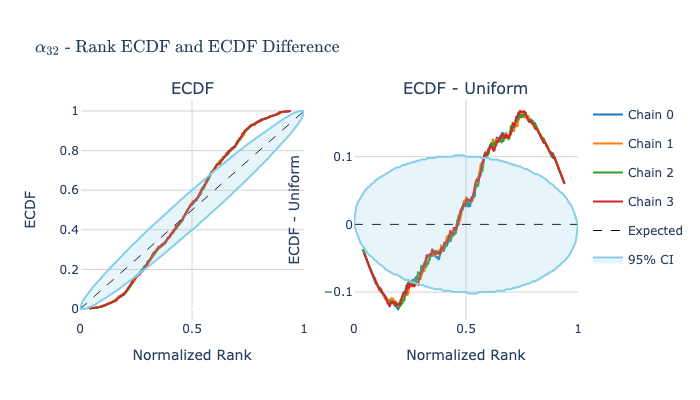 α₃₂ - Rank ECDF and ECDF Difference
ECDF
ECDF
1
0.8
0.6
0.4
0.2
0
0
0.5
1
Normalized Rank
ECDF - Uniform
ECDF - Uniform
0.1
0
−0.1
0
0.5
1
Normalized Rank
Chain 0
Chain 1
Chain 2
Chain 3
Expected
95% CI